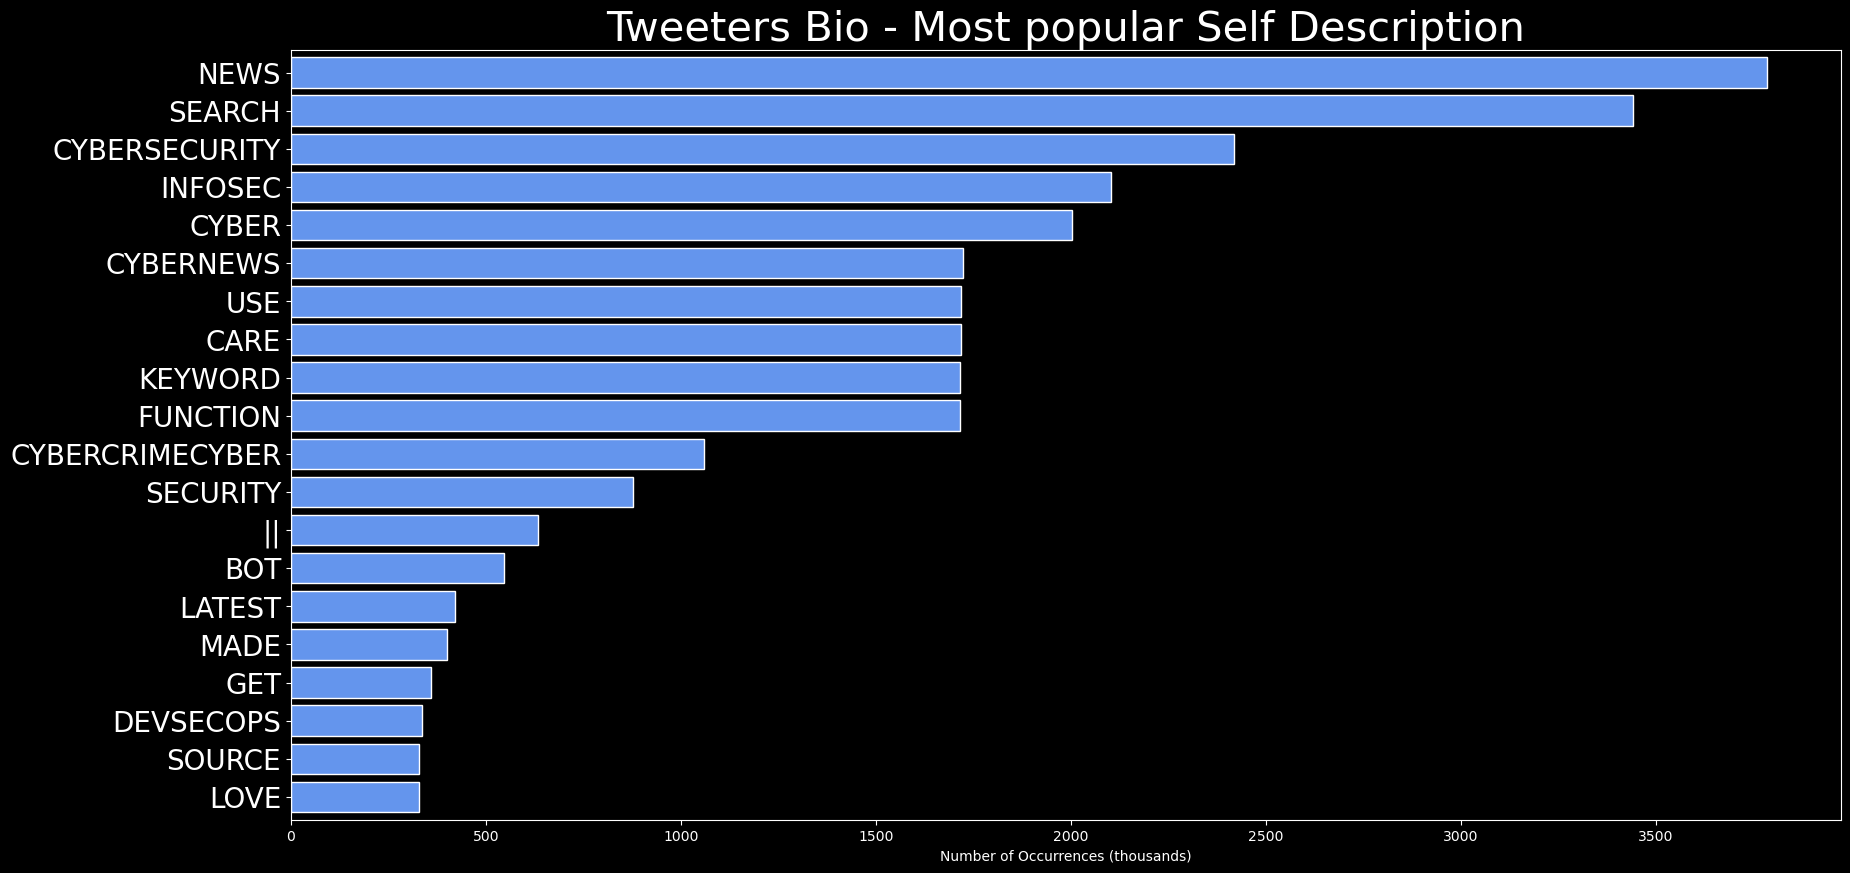 Tweeters Bio - Most popular Self Description
NEWS
SEARCH
CYBERSECURITY
INFOSEC
CYBER
CYBERNEWS
USE
CARE
KEYWORD
FUNCTION
CYBERCRIMECYBER
SECURITY
||
BOT
LATEST
MADE
GET
DEVSECOPS
SOURCE
LOVE
0 500 1000 1500 2000 2500 3000 3500
Number of Occurrences (thousands)